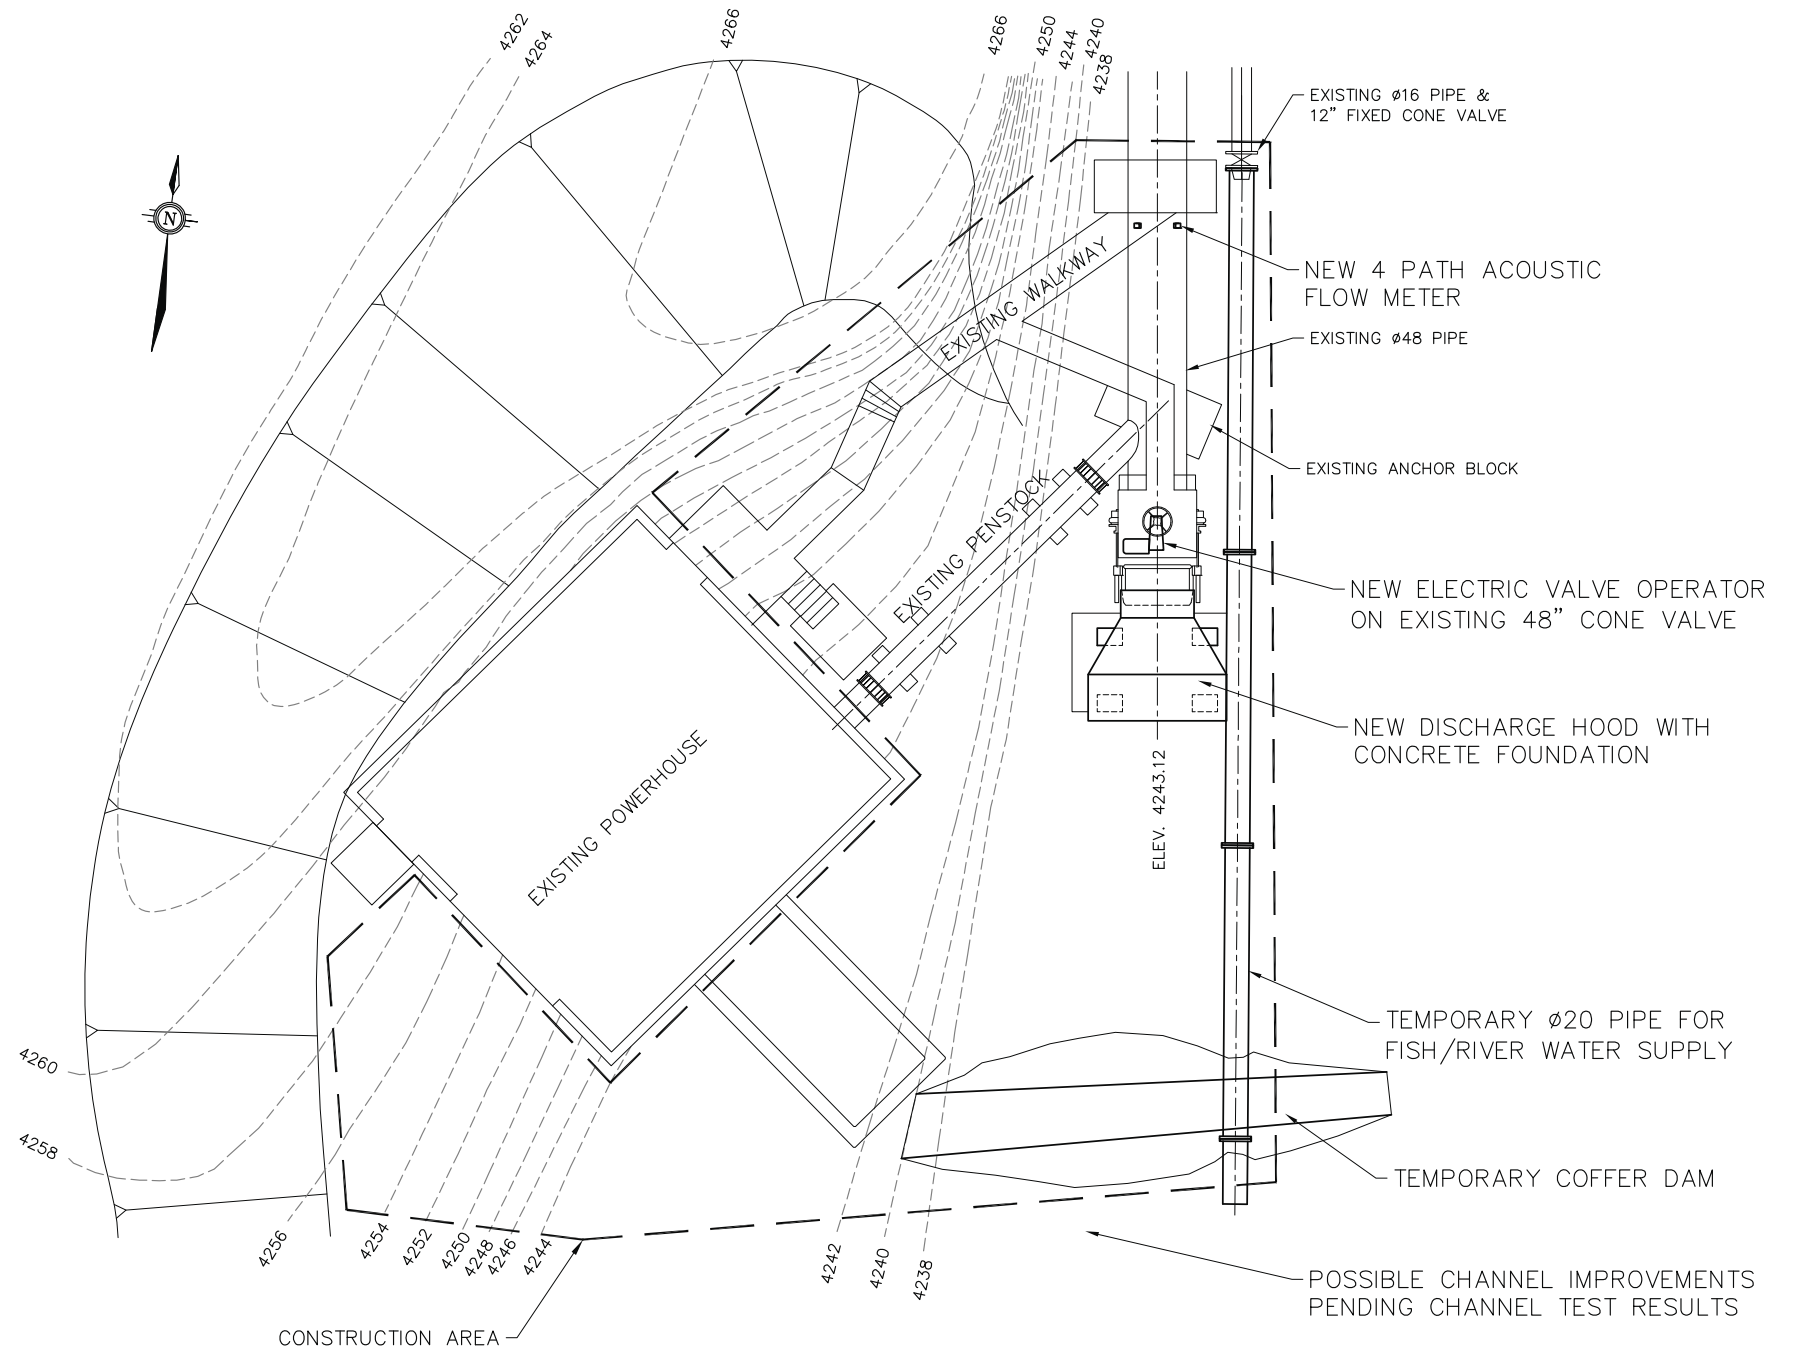 4262
4264
4266
4266
4250
4244
4240
4238
EXISTING ø16 PIPE &
12” FIXED CONE VALVE
N
NEW 4 PATH ACOUSTIC
FLOW METER
EXISTING WALKWAY
EXISTING ø48 PIPE
EXISTING ANCHOR BLOCK
EXISTING PENSTOCK
NEW ELECTRIC VALVE OPERATOR
ON EXISTING 48” CONE VALVE
NEW DISCHARGE HOOD WITH
CONCRETE FOUNDATION
EXISTING POWERHOUSE
ELEV. 4243.12
TEMPORARY ø20 PIPE FOR
FISH/RIVER WATER SUPPLY
4260
4258
TEMPORARY COFFER DAM
4256
4254
4252
4250
4248
4246
4244
4242
4240
4238
POSSIBLE CHANNEL IMPROVEMENTS
PENDING CHANNEL TEST RESULTS
CONSTRUCTION AREA